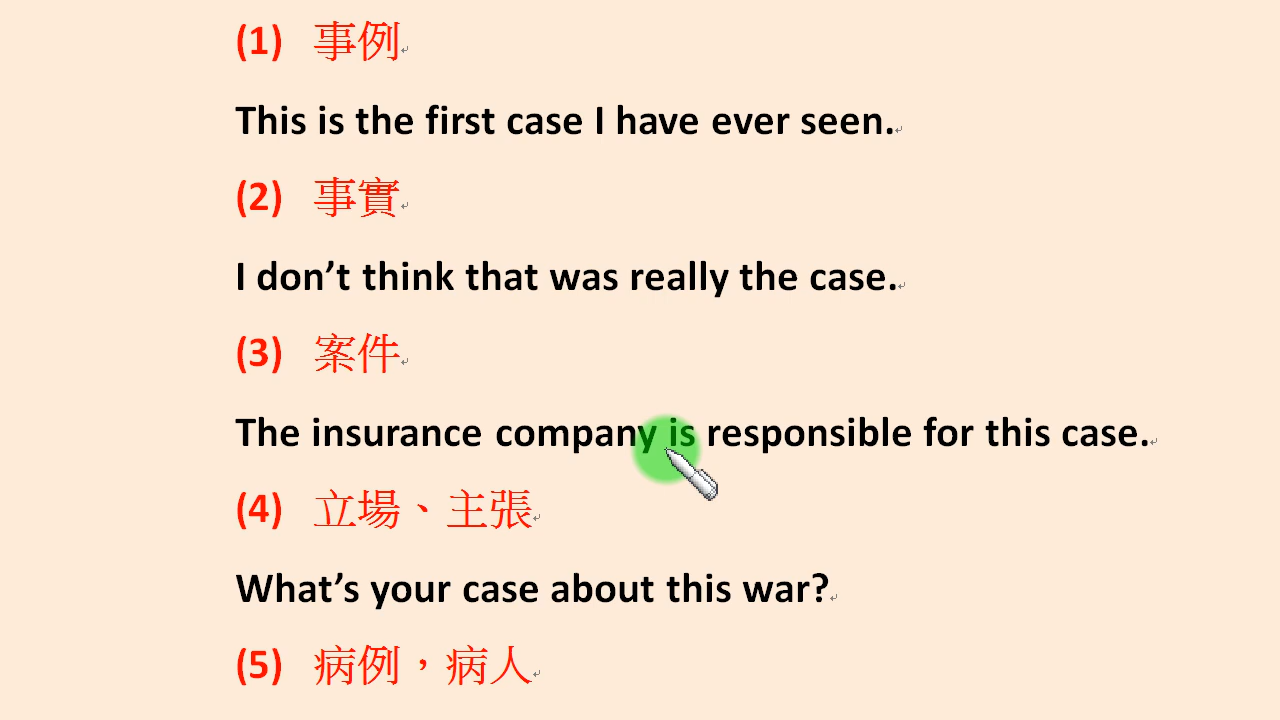 (1) 事例
This is the first case I have ever seen.
(2) 事實
I don’t think that was really the case.
(3) 案件
The insurance company is responsible for this case.
(4) 立場、主張
What’s your case about this war?
(5) 病例，病人